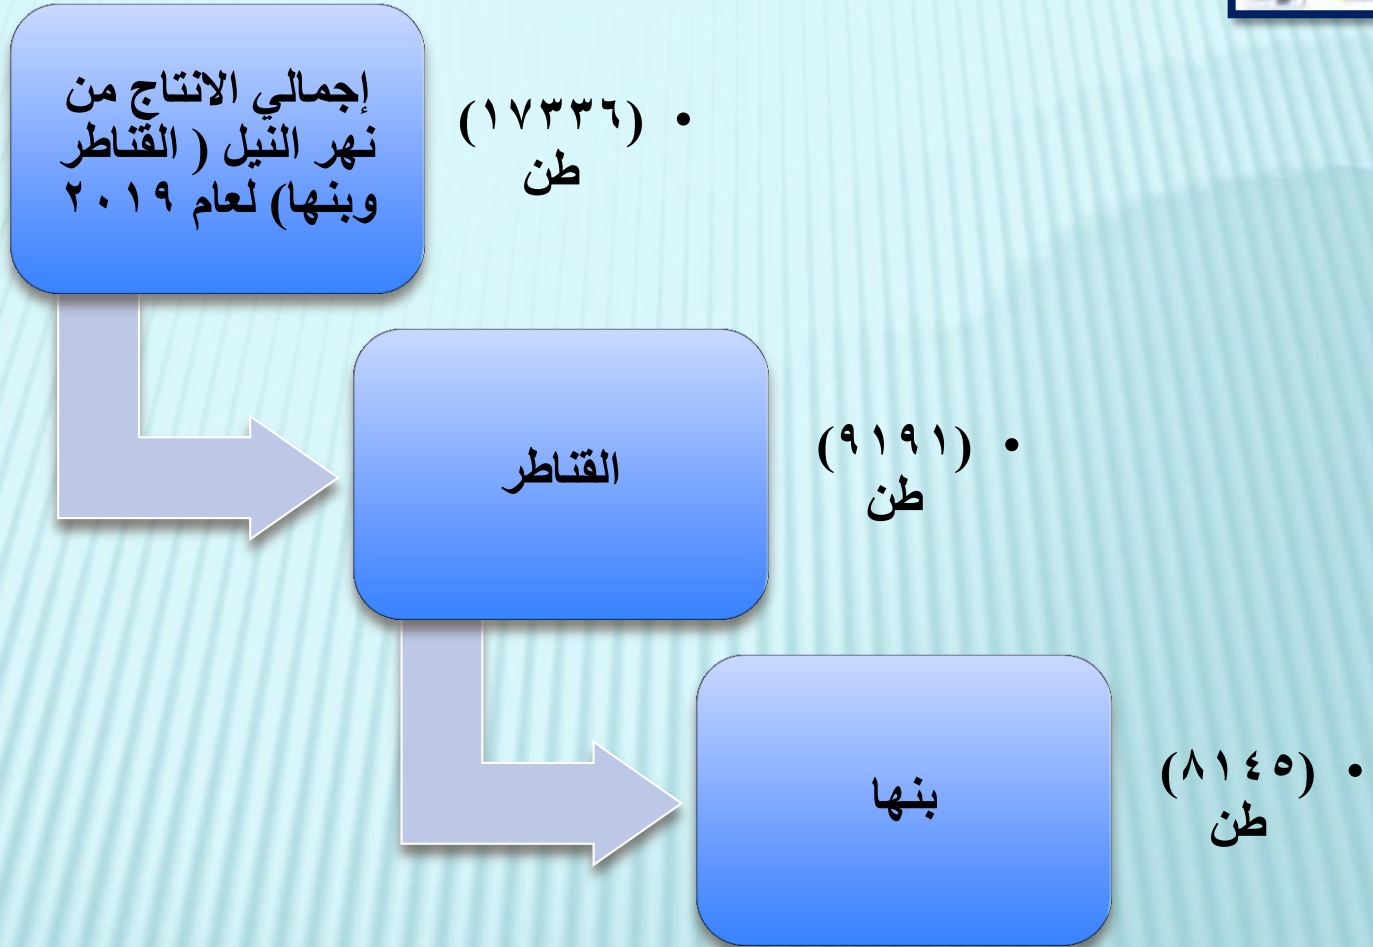 إجمالي الانتاج من
نهر النيل ( القناطر
وبنها) لعام ٢٠١٩
• (١٧٣٣٦)
طن
القناطر
• (٩١٩١)
طن
بنها
• (٨١٤٥)
طن